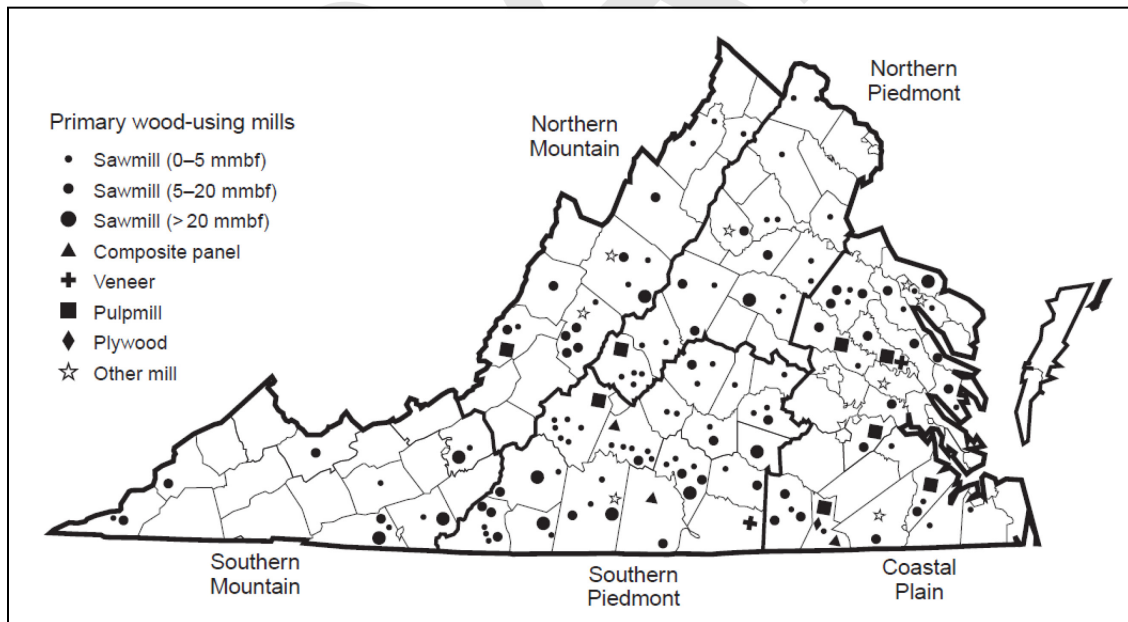 Primary wood-using mills
Sawmill (0–5 mmbf)
Sawmill (5–20 mmbf)
Sawmill (> 20 mmbf)
Composite panel
Veneer
Pulpmill
Plywood
Other mill
Northern
Mountain
Northern
Piedmont
Southern
Mountain
Southern
Piedmont
Coastal
Plain